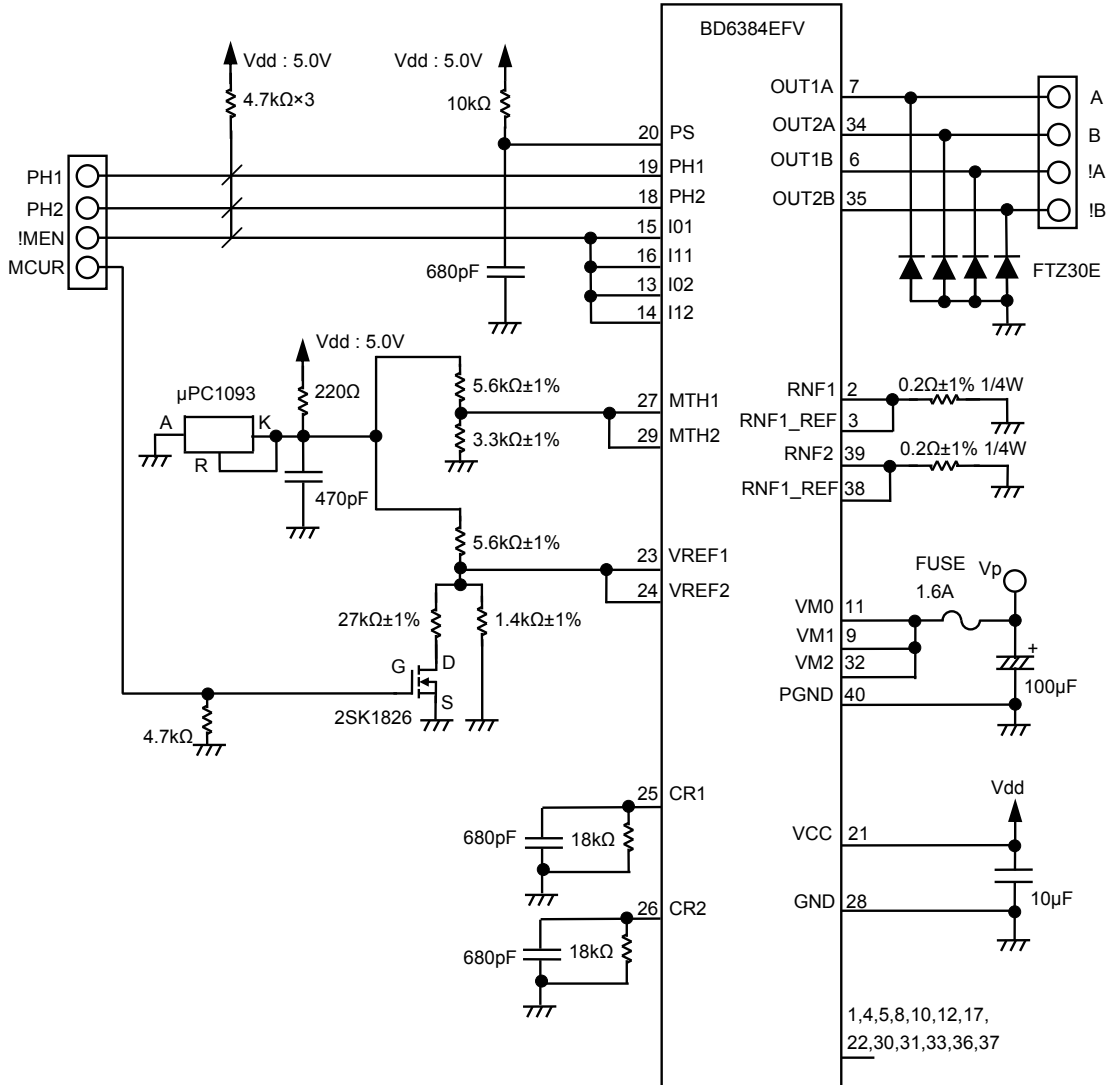 BD6384EFV
Vdd : 5.0V
Vdd : 5.0V
4.7kΩ×3
10kΩ
OUT1A 7
A
OUT2A 34
B
OUT1B 6
!A
OUT2B 35
!B
20 PS
19 PH1
18 PH2
15 I01
16 I11
13 I02
14 I12
PH1
PH2
!MEN
MCUR
680pF
FTZ30E
Vdd : 5.0V
µPC1093
220Ω
A
K
R
470pF
5.6kΩ±1%
3.3kΩ±1%
27 MTH1
29 MTH2
RNF1 2
0.2Ω±1% 1/4W
RNF1_REF 3
RNF2 39
0.2Ω±1% 1/4W
RNF1_REF 38
5.6kΩ±1%
23 VREF1
24 VREF2
27kΩ±1%
1.4kΩ±1%
G
D
S
2SK1826
4.7kΩ
FUSE
1.6A
Vp
VM0 11
VM1 9
VM2 32
PGND 40
+
100µF
25 CR1
680pF
18kΩ
26 CR2
680pF
18kΩ
Vdd
VCC 21
GND 28
10µF
1,4,5,8,10,12,17,
22,30,31,33,36,37